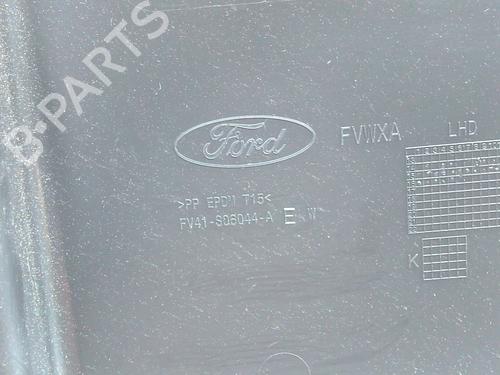 B-PARTS
Ford
FVWXA
LHD
>PP EPDM T15<
FV41-S06044-A E W
K